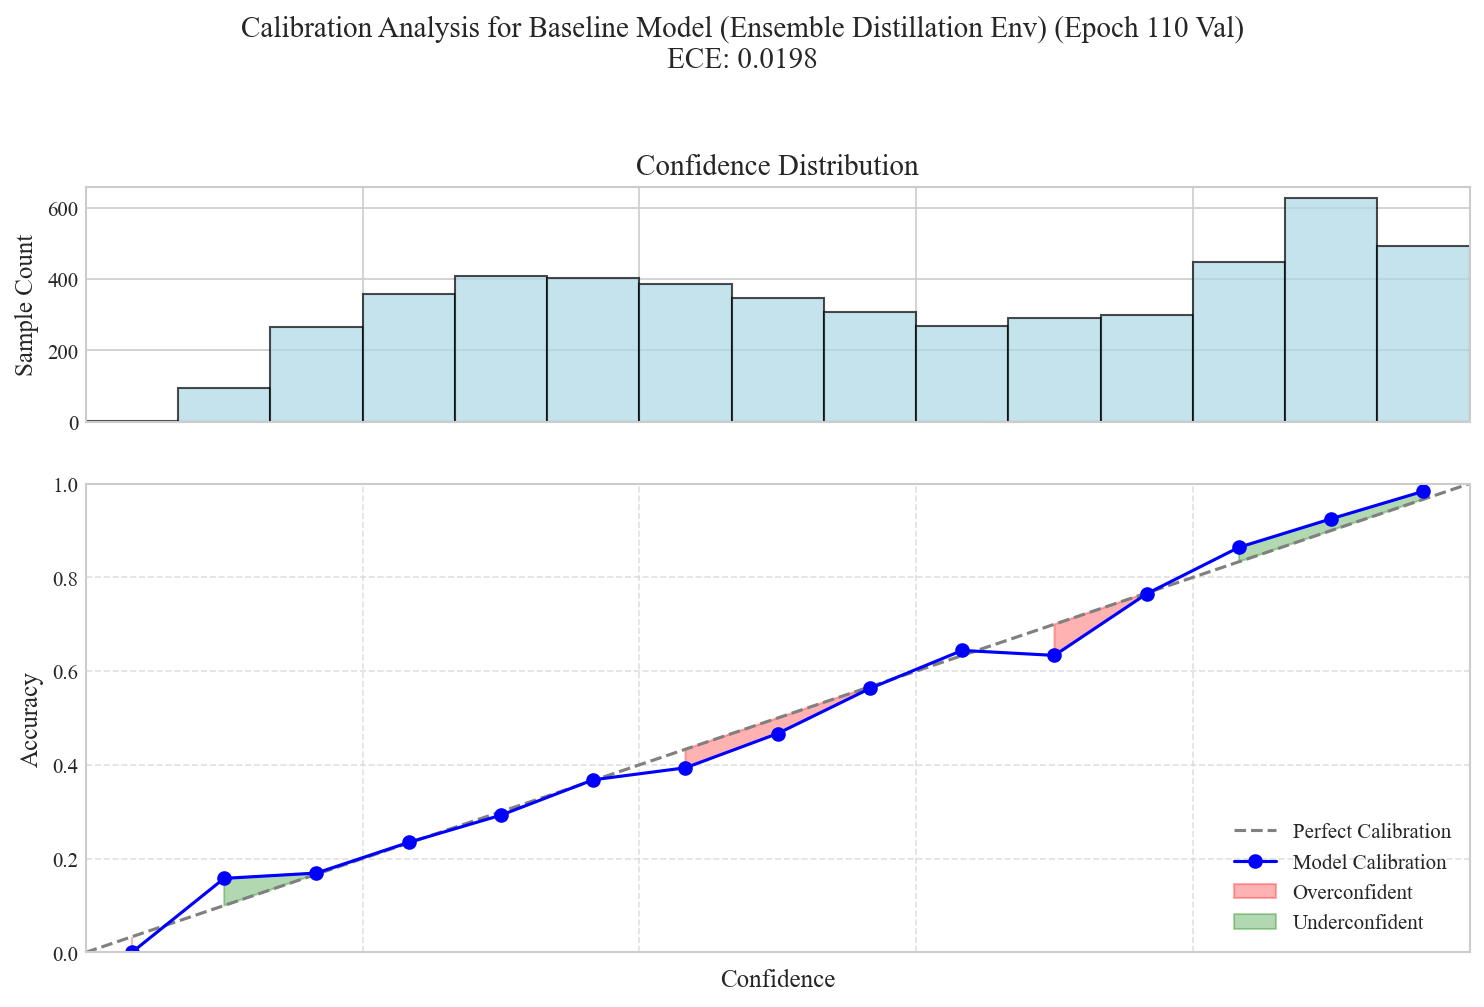 Calibration Analysis for Baseline Model (Ensemble Distillation Env) (Epoch 110 Val)
ECE: 0.0198
Confidence Distribution
Sample Count
600
400
200
0
Accuracy
1.0
0.8
0.6
0.4
0.2
0.0
Perfect Calibration
Model Calibration
Overconfident
Underconfident
Confidence